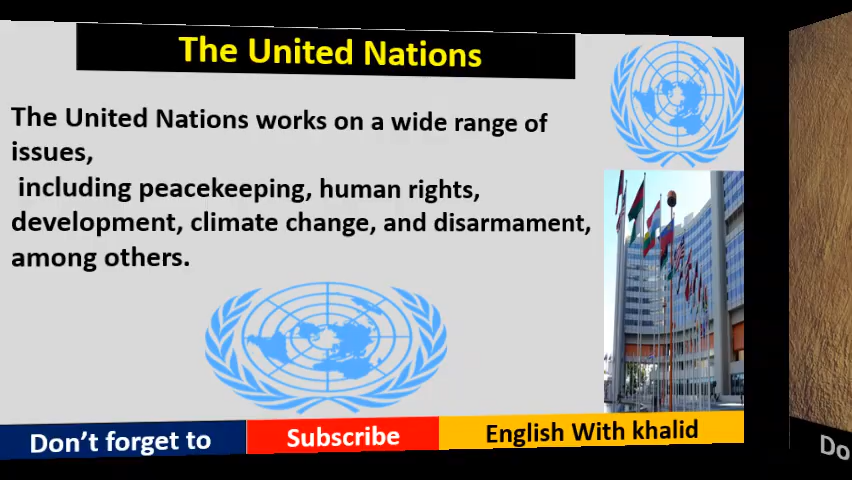 The United Nations
The United Nations works on a wide range of
issues,
including peacekeeping, human rights,
development, climate change, and disarmament,
among others.
Don't forget to
Subscribe
English With khalid
Do